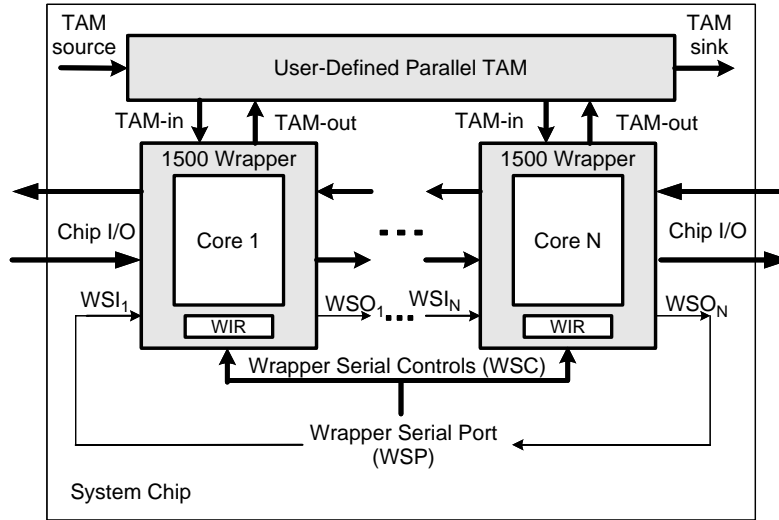 TAM source
TAM sink
User-Defined Parallel TAM
TAM-in
TAM-out
TAM-in
TAM-out
1500 Wrapper
1500 Wrapper
Chip I/O
Core 1
Core N
Chip I/O
WSI1
WSO1
WSIN
WSON
WIR
WIR
Wrapper Serial Controls (WSC)
Wrapper Serial Port
(WSP)
System Chip